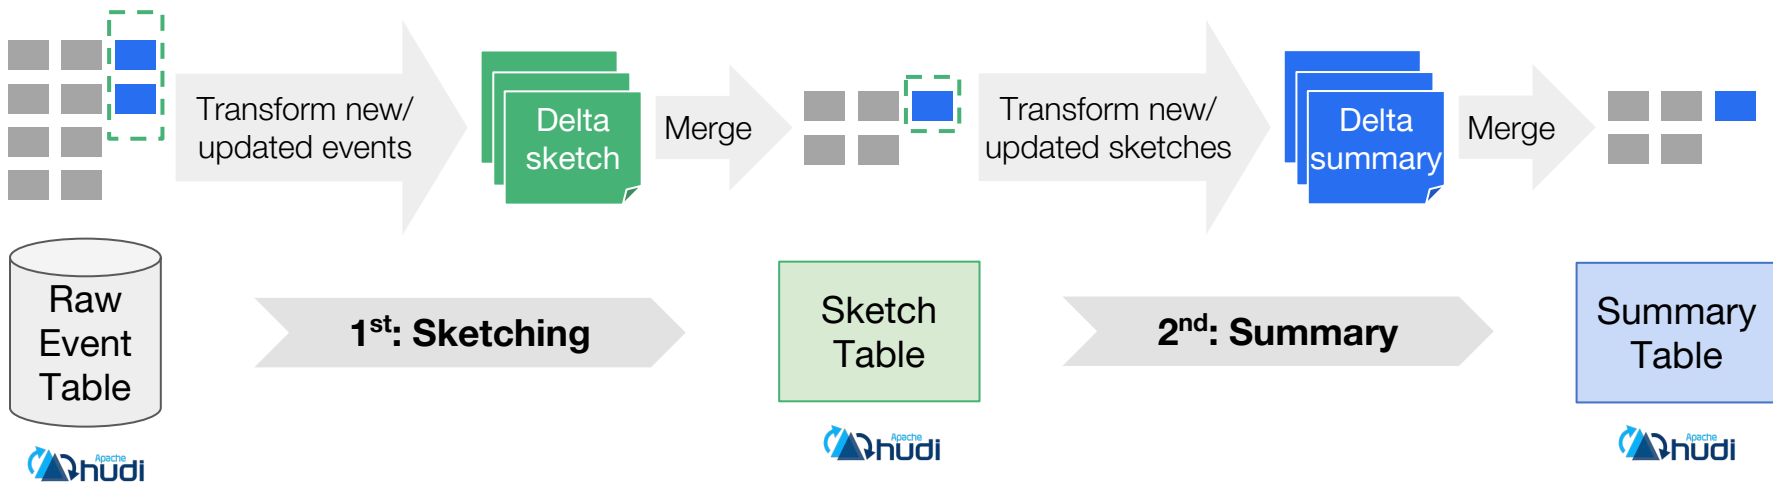 Transform new/
updated events
Delta
sketch
Merge
Transform new/
updated sketches
Delta
summary
Merge
Raw
Event
Table
1st: Sketching
Sketch
Table
2nd: Summary
Summary
Table
Apache
hudi
Apache
hudi
Apache
hudi